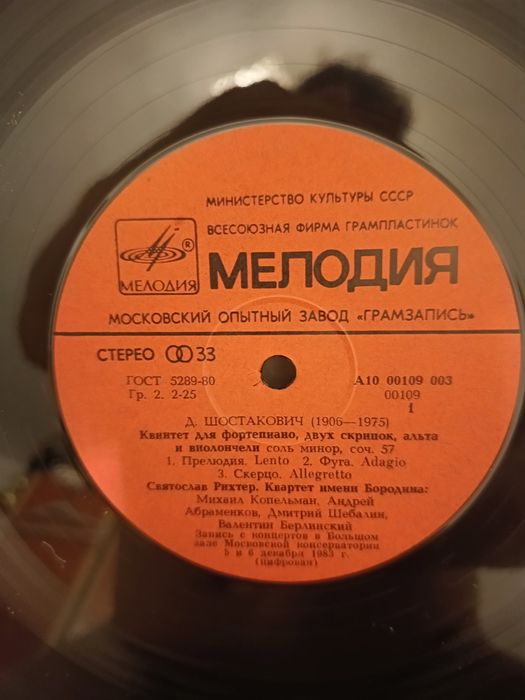 МИНИСТЕРСТВО КУЛЬТУРЫ СССР
ВСЕСОЮЗНАЯ ФИРМА ГРАМПЛАСТИНОК
® МЕЛОДИЯ
МЕЛОДИЯ
МОСКОВСКИЙ ОПЫТНЫЙ ЗАВОД «ГРАМЗАПИСЬ»
СТЕРЕО 33
ГОСТ 5289-80 А10 00109 003
Гр. 2. 2-25 00109
1
Д. ШОСТАКОВИЧ (1906—1975)
Квинтет для фортепиано, двух скрипок, альта
и виолончели соль минор, соч. 57
1. Прелюдия. Lento 2. Фуга. Adagio
3. Скерцо. Allegretto
Святослав Рихтер. Квартет имени Бородина:
Михаил Копельман, Андрей
Абраменков, Дмитрий Шебалин,
Валентин Берлинский
Запись с концертов в Большом
зале Московской консерватории
5 и 6 декабря 1983 г.
(цифровая)